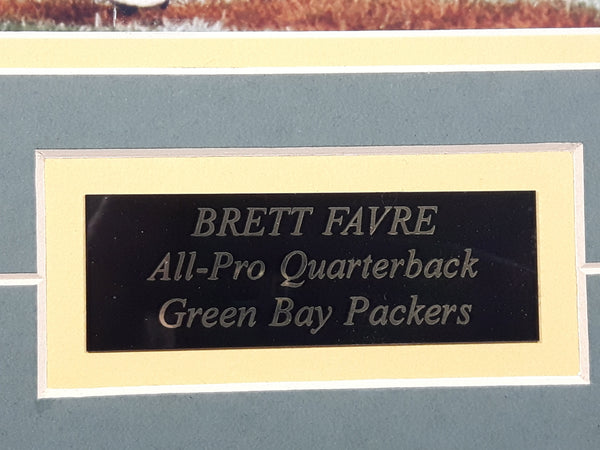 BRETT FAVRE
All-Pro Quarterback
Green Bay Packers